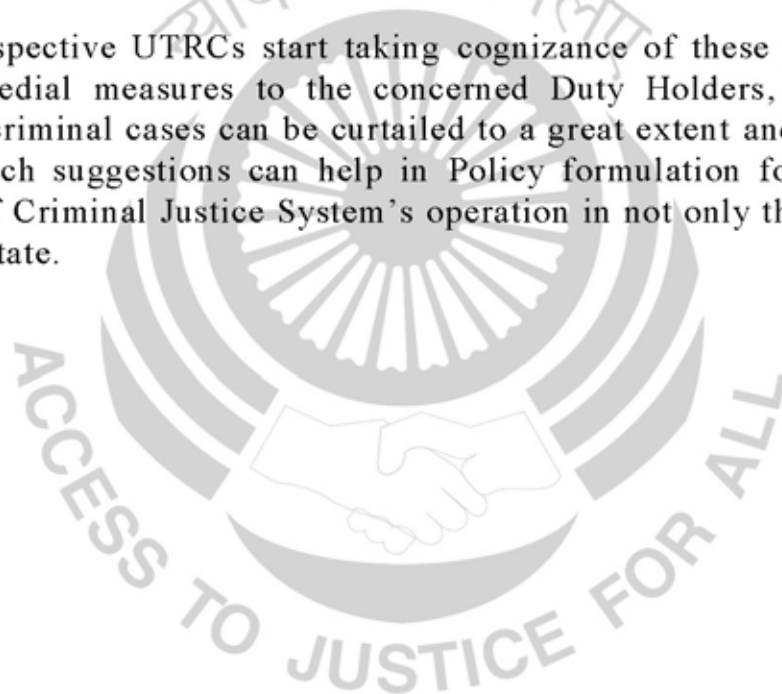 spective UTRCs start taking cognizance of these
edial measures to the concerned Duty Holders,
criminal cases can be curtailed to a great extent and
ch suggestions can help in Policy formulation fo
f Criminal Justice System's operation in not only th
tate.
ACCESS TO JUSTICE FOR ALL